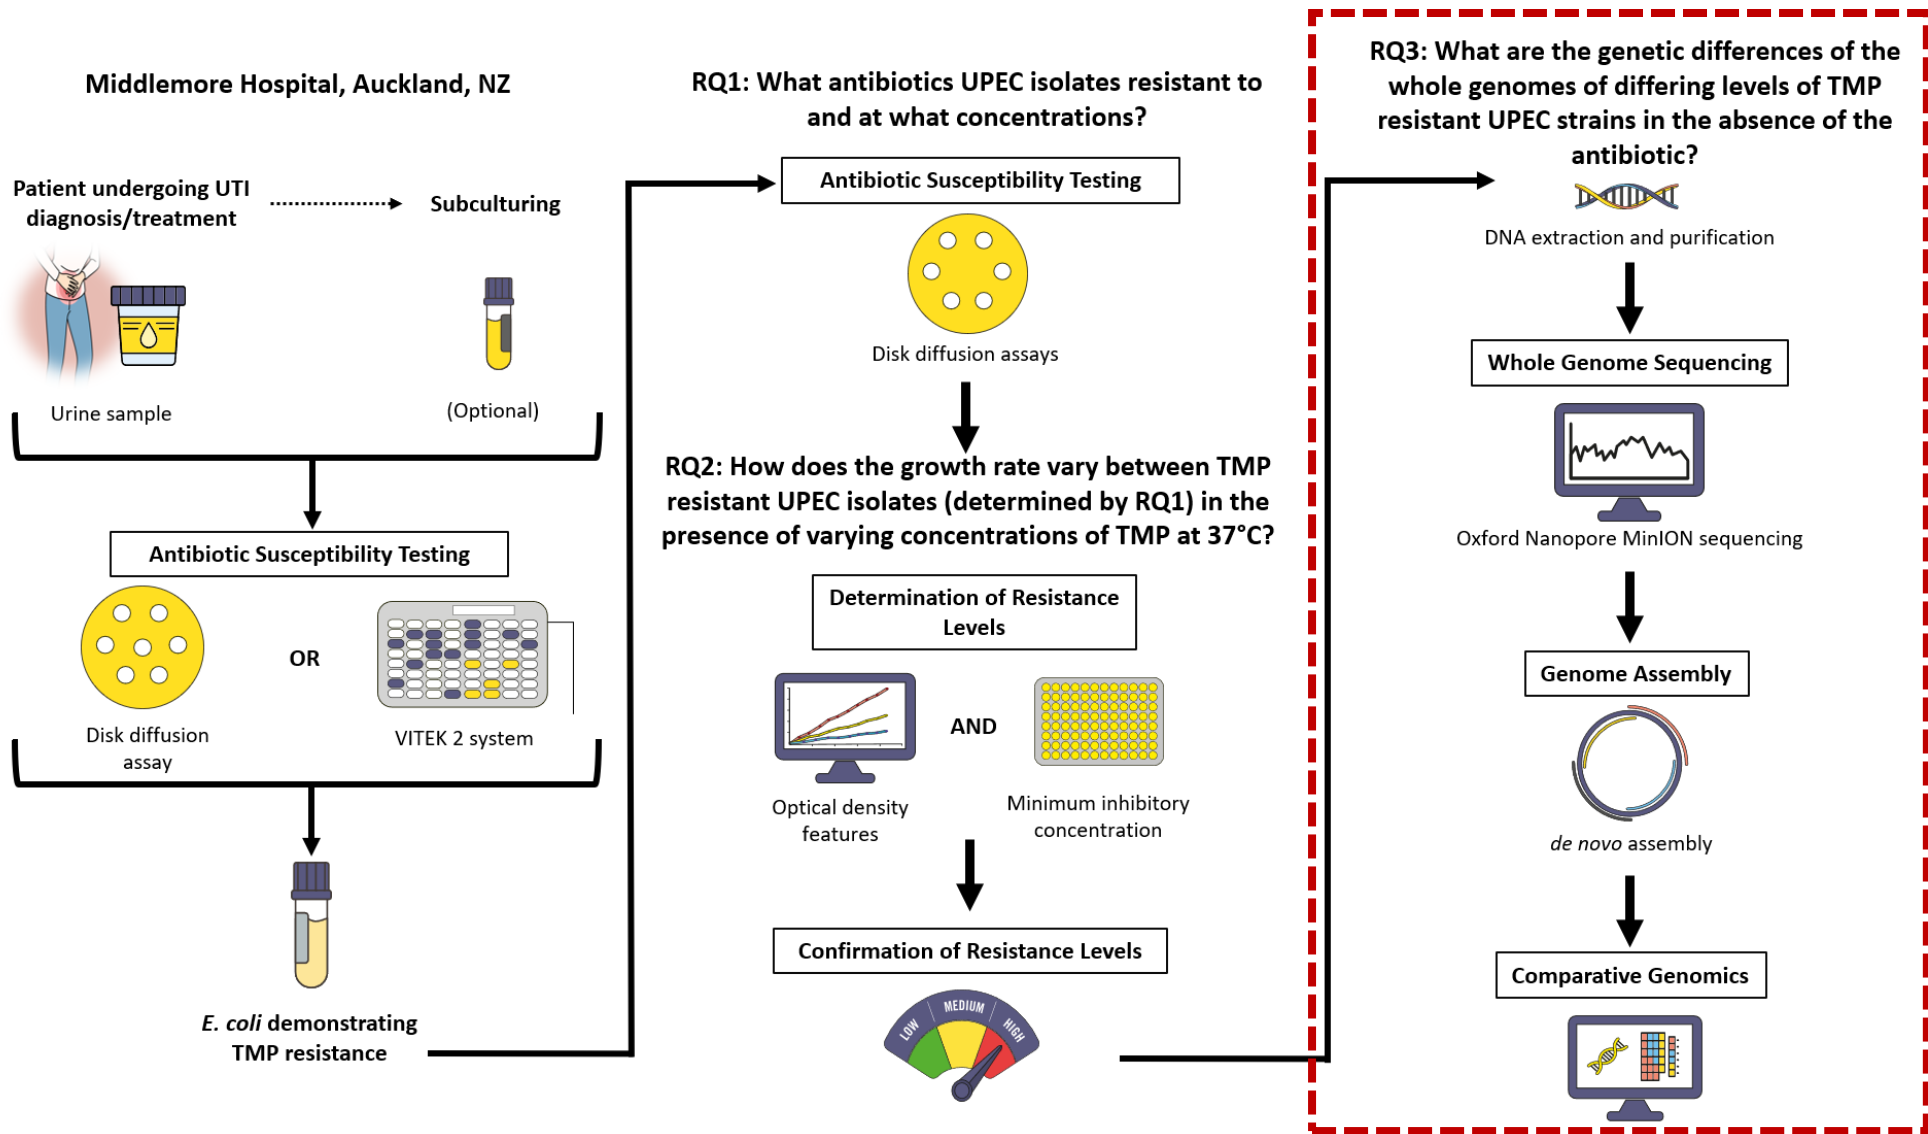 Middlemore Hospital, Auckland, NZ
Patient undergoing UTI
diagnosis/treatment
Subculturing
Urine sample
(Optional)
Antibiotic Susceptibility Testing
OR
Disk diffusion
assay
VITEK 2 system
E. coli demonstrating
TMP resistance
RQ1: What antibiotics UPEC isolates resistant to
and at what concentrations?
Antibiotic Susceptibility Testing
Disk diffusion assays
RQ2: How does the growth rate vary between TMP
resistant UPEC isolates (determined by RQ1) in the
presence of varying concentrations of TMP at 37°C?
Determination of Resistance
Levels
AND
Optical density
features
Minimum inhibitory
concentration
Confirmation of Resistance Levels
LOW
MEDIUM
HIGH
RQ3: What are the genetic differences of the
whole genomes of differing levels of TMP
resistant UPEC strains in the absence of the
antibiotic?
DNA extraction and purification
Whole Genome Sequencing
Oxford Nanopore MinION sequencing
Genome Assembly
de novo assembly
Comparative Genomics